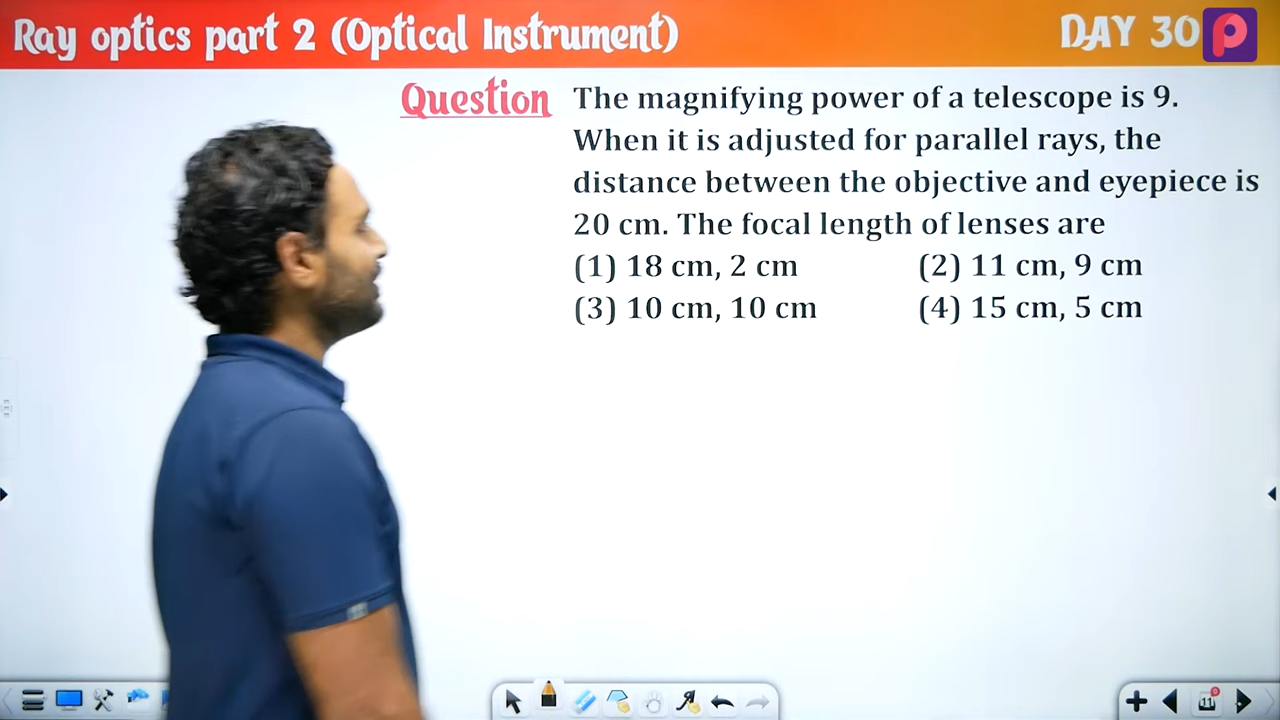 Ray optics part 2 (Optical Instrument)
DAY 30
Question
The magnifying power of a telescope is 9.
When it is adjusted for parallel rays, the
distance between the objective and eyepiece is
20 cm. The focal length of lenses are
(1) 18 cm, 2 cm
(2) 11 cm, 9 cm
(3) 10 cm, 10 cm
(4) 15 cm, 5 cm
11